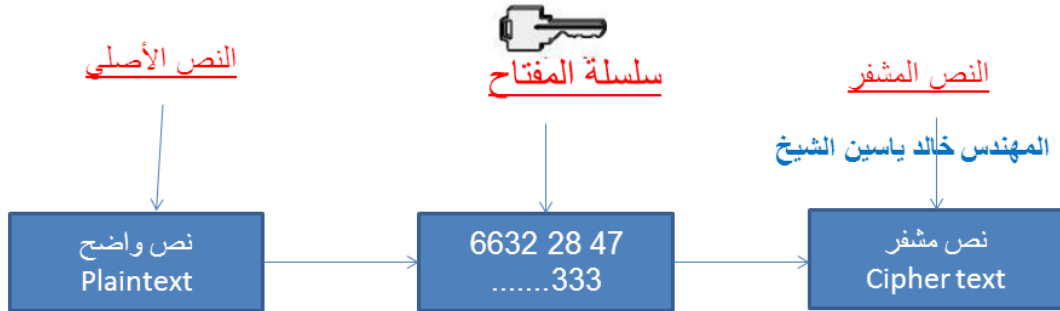 النص الأصلي
سلسلة المفتاح
النص المشفر
المهندس خالد ياسين الشيخ
نص واضح
Plaintext
6632 28 47
.......333
نص مشفر
Cipher text